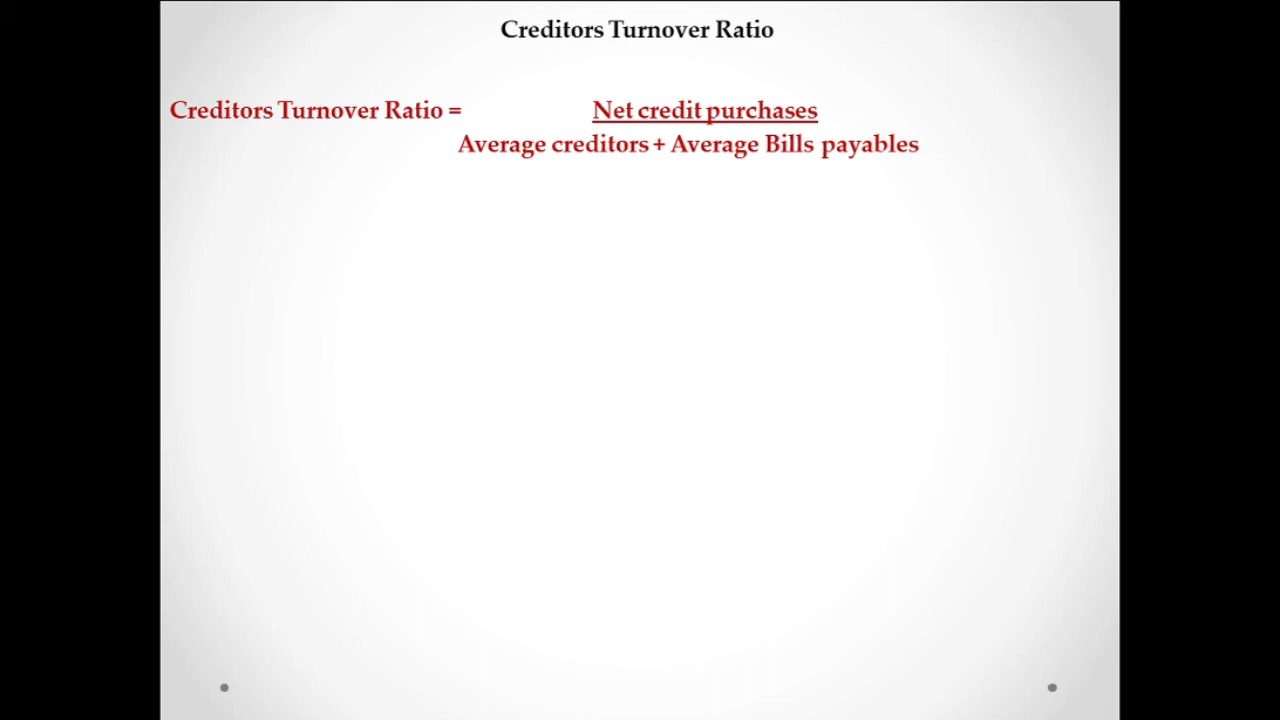 Creditors Turnover Ratio
Creditors Turnover Ratio = Net credit purchases
Average creditors + Average Bills payables